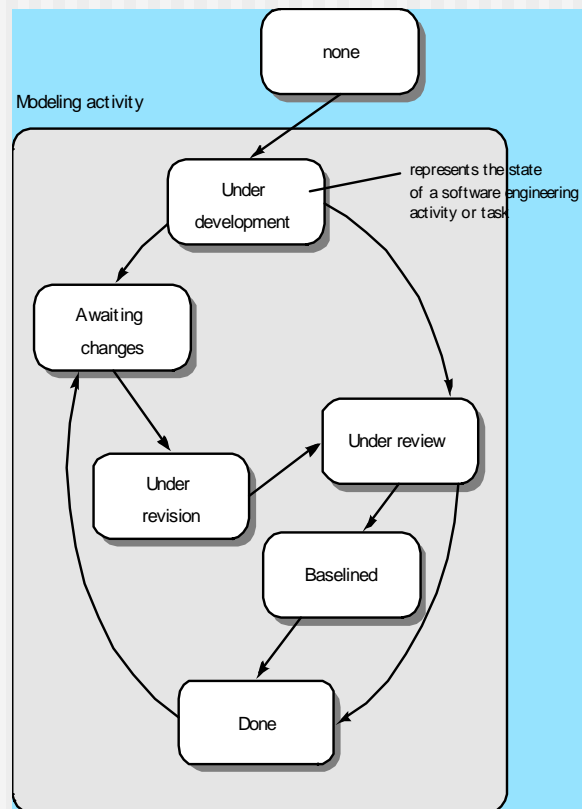 none
Modeling activity
Under
development
represents the state
of a software engineering
activity or task
Awaiting
changes
Under review
Under
revision
Baselined
Done